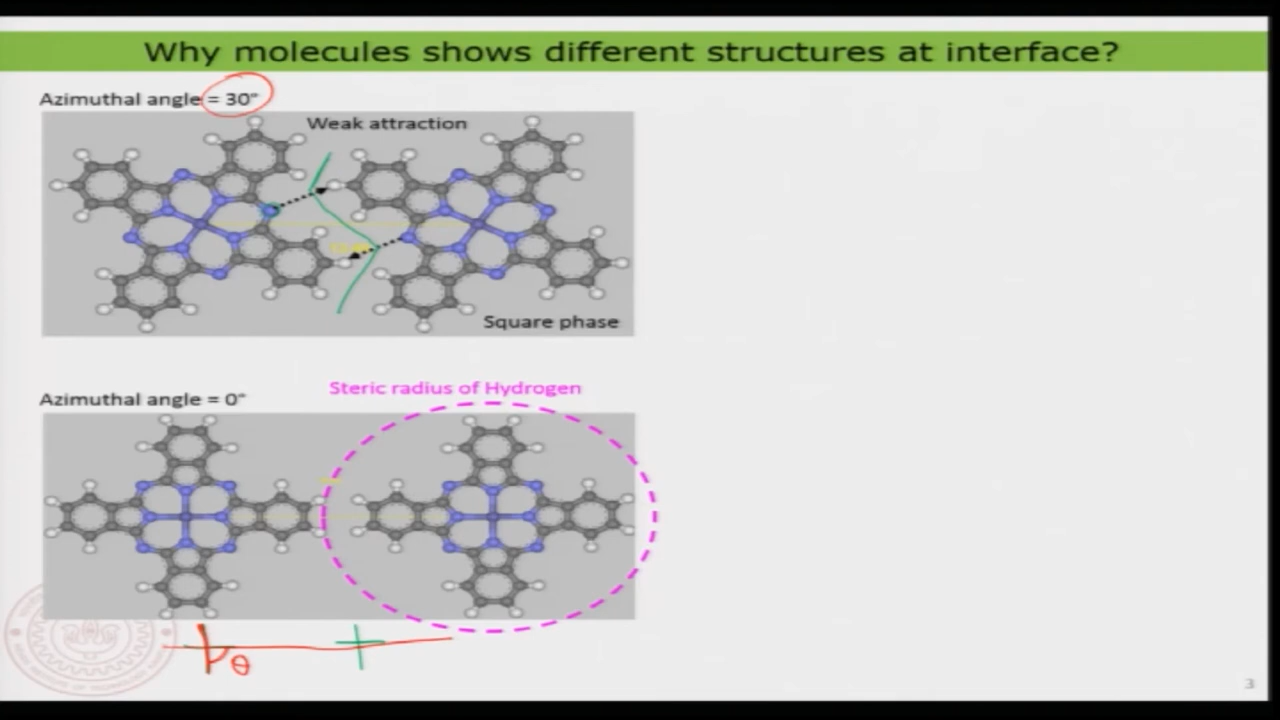 Why molecules shows different structures at interface?
Azimuthal angle = 30°
Weak attraction
Square phase
Steric radius of Hydrogen
Azimuthal angle = 0°
θ
3